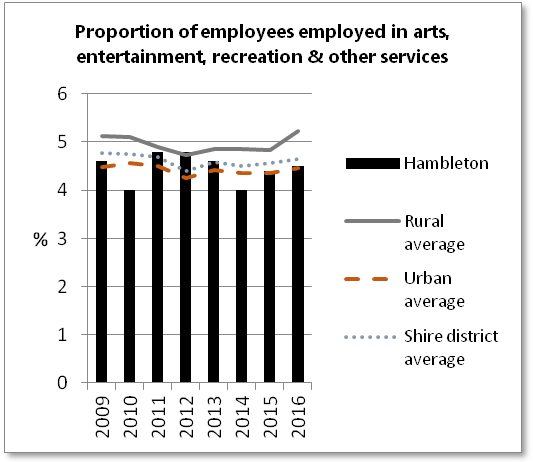 Proportion of employees employed in arts,
entertainment, recreation & other services
6
5
4
3
2
1
0
%
2009
2010
2011
2012
2013
2014
2015
2016
Hambleton
Rural
average
Urban
average
Shire district
average